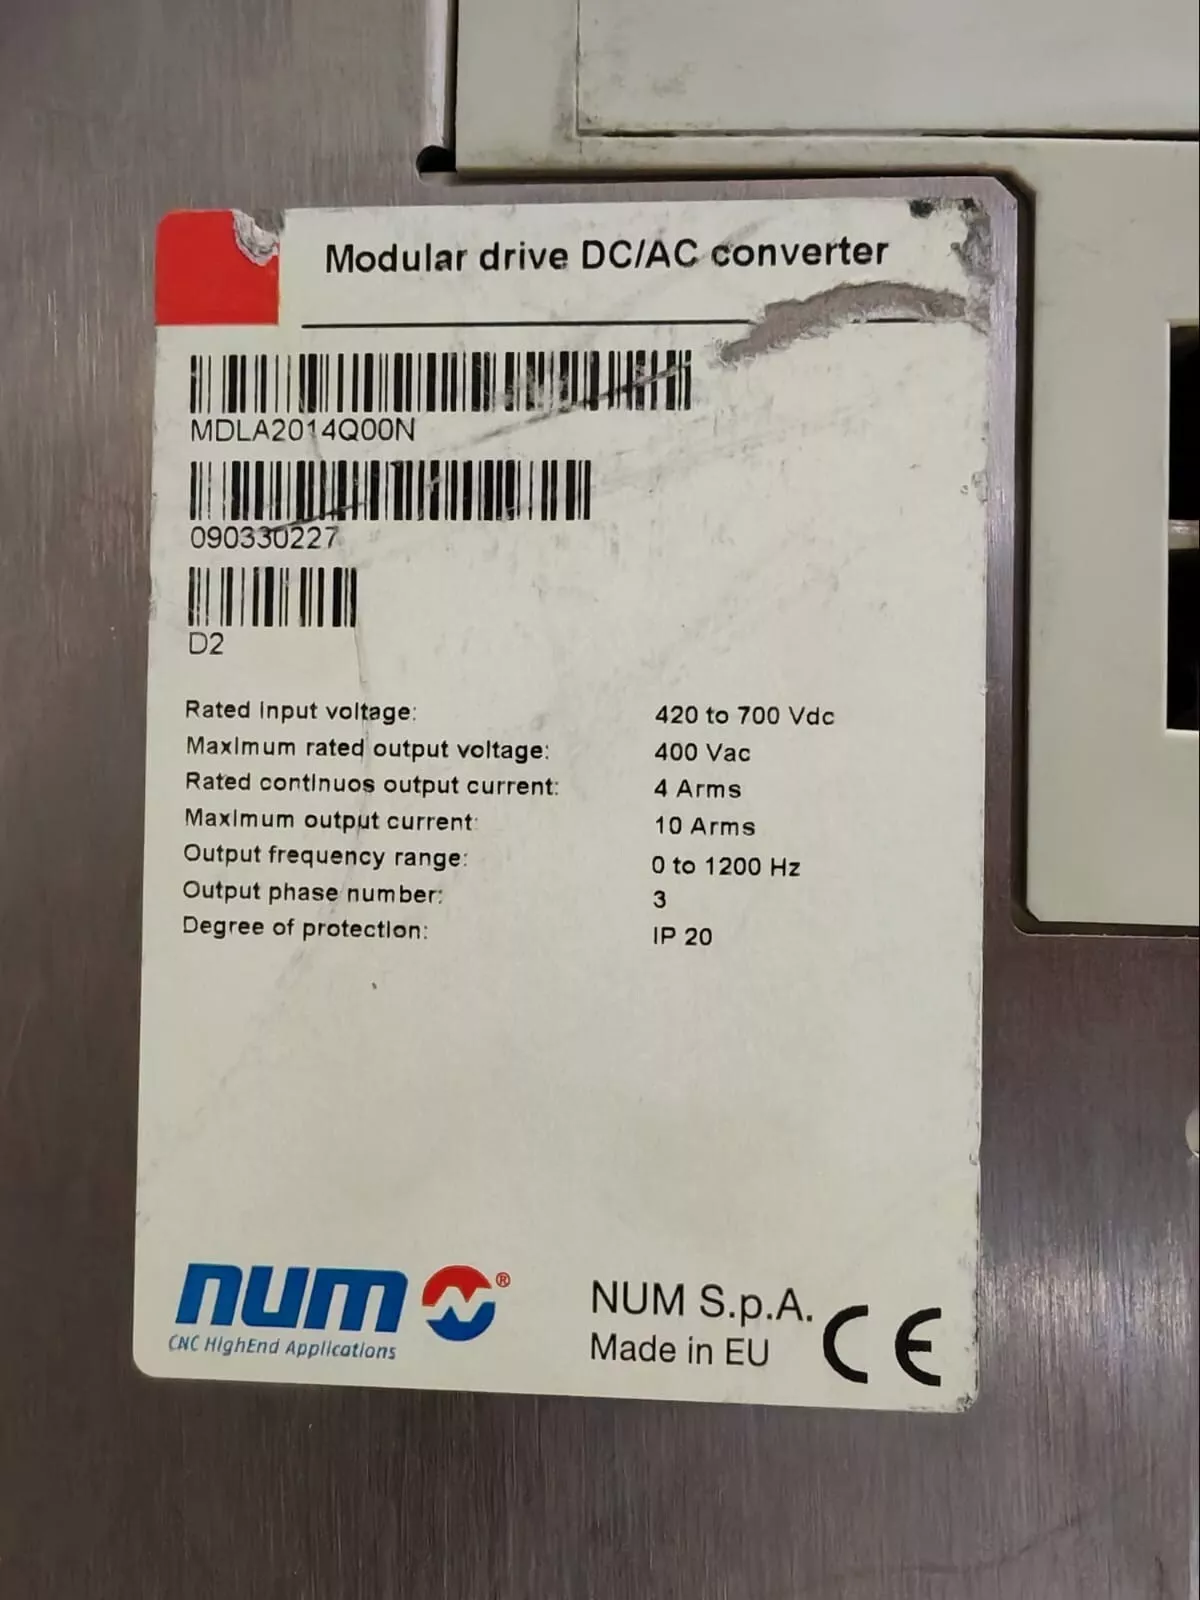 Modular drive DC/AC converter
MDLA2014Q00N
090330227
D2
Rated input voltage: 420 to 700 Vdc
Maximum rated output voltage: 400 Vac
Rated continuos output current: 4 Arms
Maximum output current: 10 Arms
Output frequency range: 0 to 1200 Hz
Output phase number: 3
Degree of protection: IP 20
num ®
CNC HighEnd Applications
NUM S.p.A.
Made in EU
CE